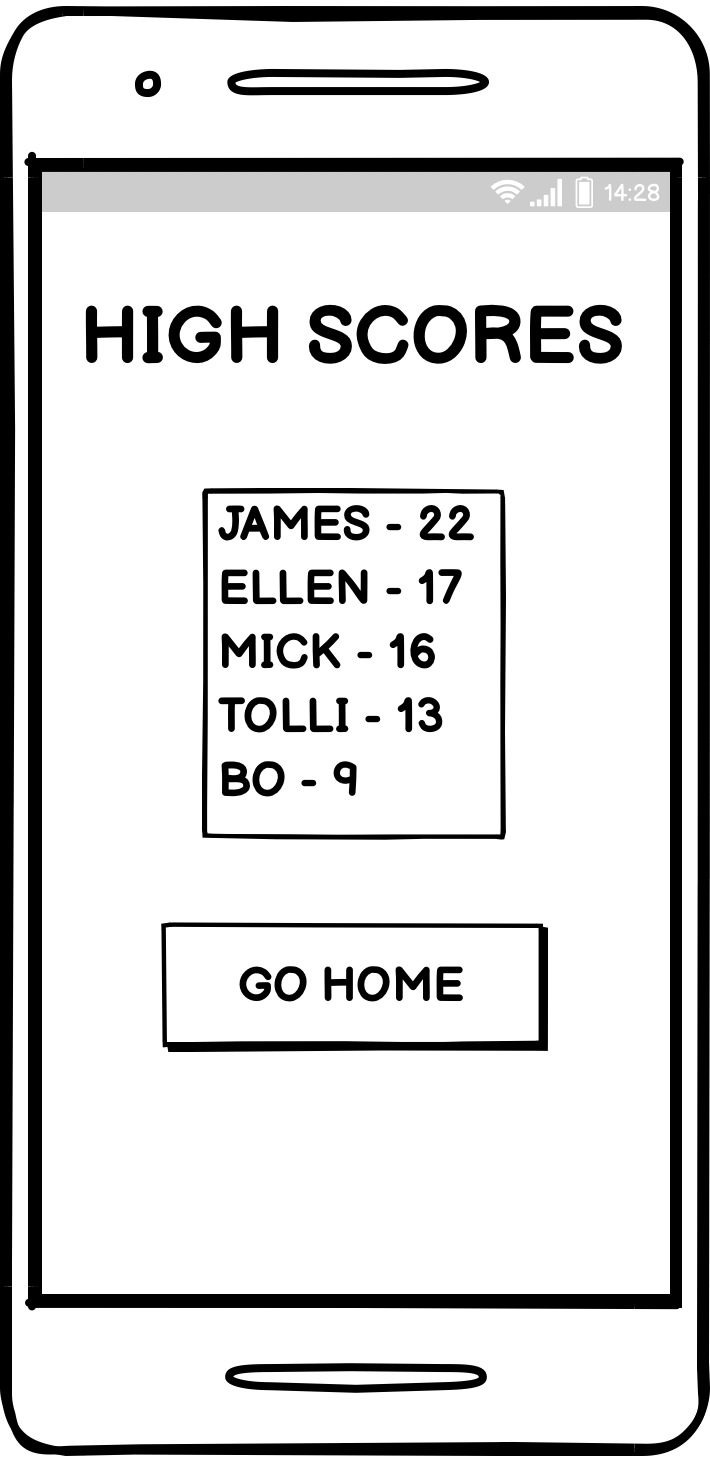 14:28
HIGH SCORES
JAMES - 22
ELLEN - 17
MICK - 16
TOLLI - 13
BO - 9
GO HOME